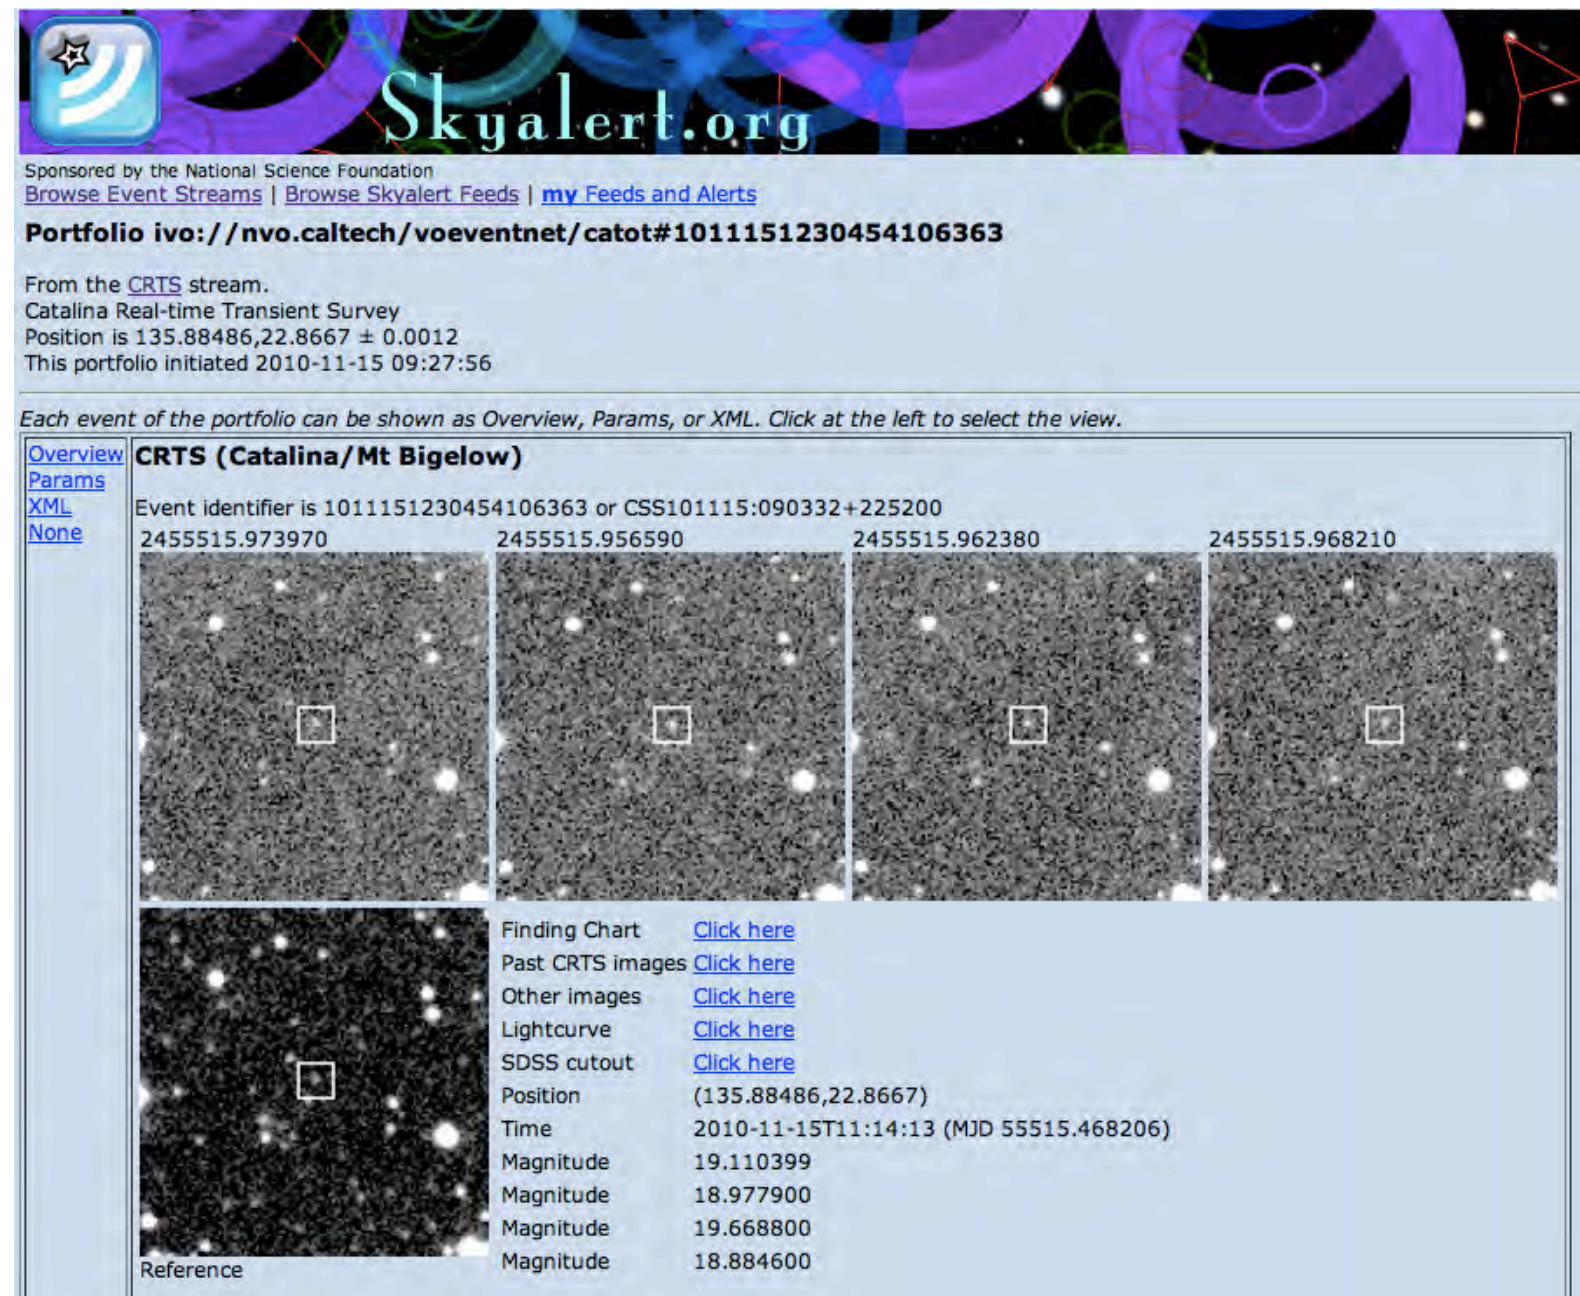 Skyalert.org
Sponsored by the National Science Foundation
Browse Event Streams | Browse Skyalert Feeds | my Feeds and Alerts
Portfolio ivo://nvo.caltech/voeventnet/catot#1011151230454106363
From the CRTS stream.
Catalina Real-time Transient Survey
Position is 135.88486,22.8667 ± 0.0012
This portfolio initiated 2010-11-15 09:27:56
Each event of the portfolio can be shown as Overview, Params, or XML. Click at the left to select the view.
Overview
Params
XML
None
CRTS (Catalina/Mt Bigelow)
Event identifier is 1011151230454106363 or CSS101115:090332+225200
2455515.973970 2455515.956590 2455515.962380 2455515.968210
Finding Chart Click here
Past CRTS images Click here
Other images Click here
Lightcurve Click here
SDSS cutout Click here
Position (135.88486,22.8667)
Time 2010-11-15T11:14:13 (MJD 55515.468206)
Magnitude 19.110399
Magnitude 18.977900
Magnitude 19.668800
Magnitude 18.884600
Reference